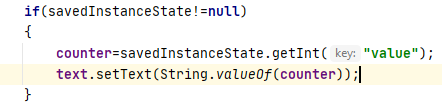 if(savedInstanceState!=null)
{
counter=savedInstanceState.getInt( key: "value");
text.setText(String.valueOf(counter));
}